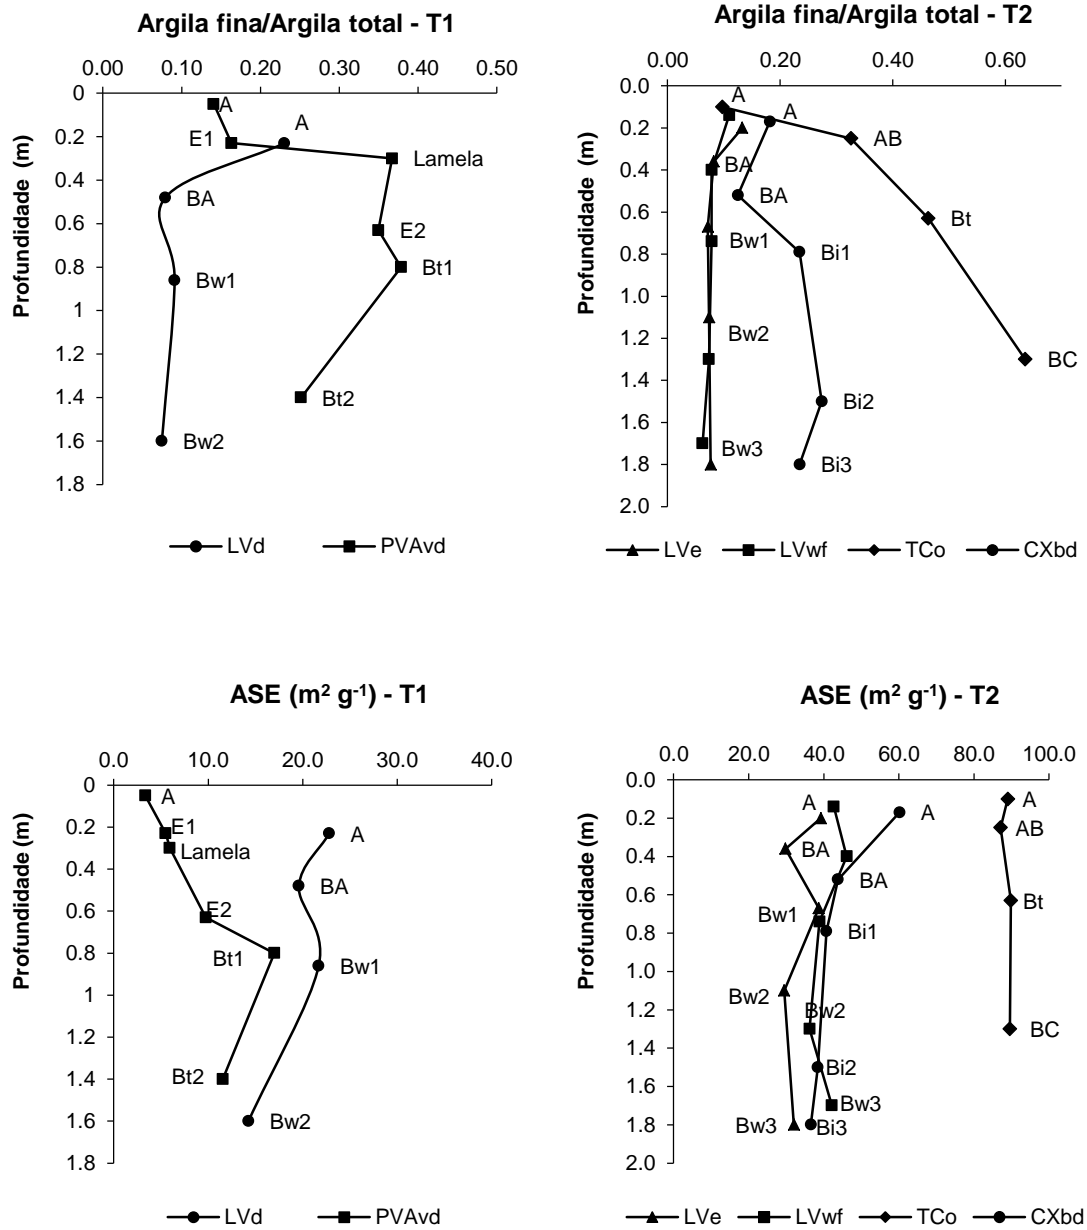 Argila fina/Argila total - T1
0.00 0.10 0.20 0.30 0.40 0.50
Profundidade (m)
0
0.2
0.4
0.6
0.8
1
1.2
1.4
1.6
1.8
A
A
E1
Lamela
BA
E2
Bt1
Bw1
Bt2
Bw2
LVd PVAvd
Argila fina/Argila total - T2
0.00 0.20 0.40 0.60
Profundidade (m)
0.0
0.2
0.4
0.6
0.8
1.0
1.2
1.4
1.6
1.8
2.0
A
A
AB
BA
BA
Bt
Bw1
Bi1
Bw2
BC
Bi2
Bw3
Bi3
LVe LVwf TCo CXbd
ASE (m² g⁻¹) - T1
0.0 10.0 20.0 30.0 40.0
Profundidade (m)
0
0.2
0.4
0.6
0.8
1
1.2
1.4
1.6
1.8
A
E1
A
Lamela
BA
E2
Bt1
Bw1
Bt2
Bw2
LVd PVAvd
ASE (m² g⁻¹) - T2
0.0 20.0 40.0 60.0 80.0 100.0
Profundidade (m)
0.0
0.2
0.4
0.6
0.8
1.0
1.2
1.4
1.6
1.8
2.0
A
A
A
AB
BA
BA
Bt
Bw1
Bi1
Bw2
Bw2
BC
Bi2
Bw3
Bw3
Bi3
LVe LVwf TCo CXbd